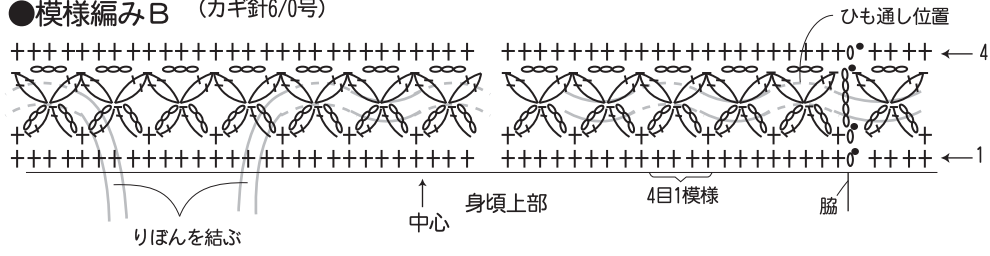 ●模様編みB （カギ針6/0号）
ひも通し位置
4
1
4目1模様
身頃上部
中心
脇
りぼんを結ぶ